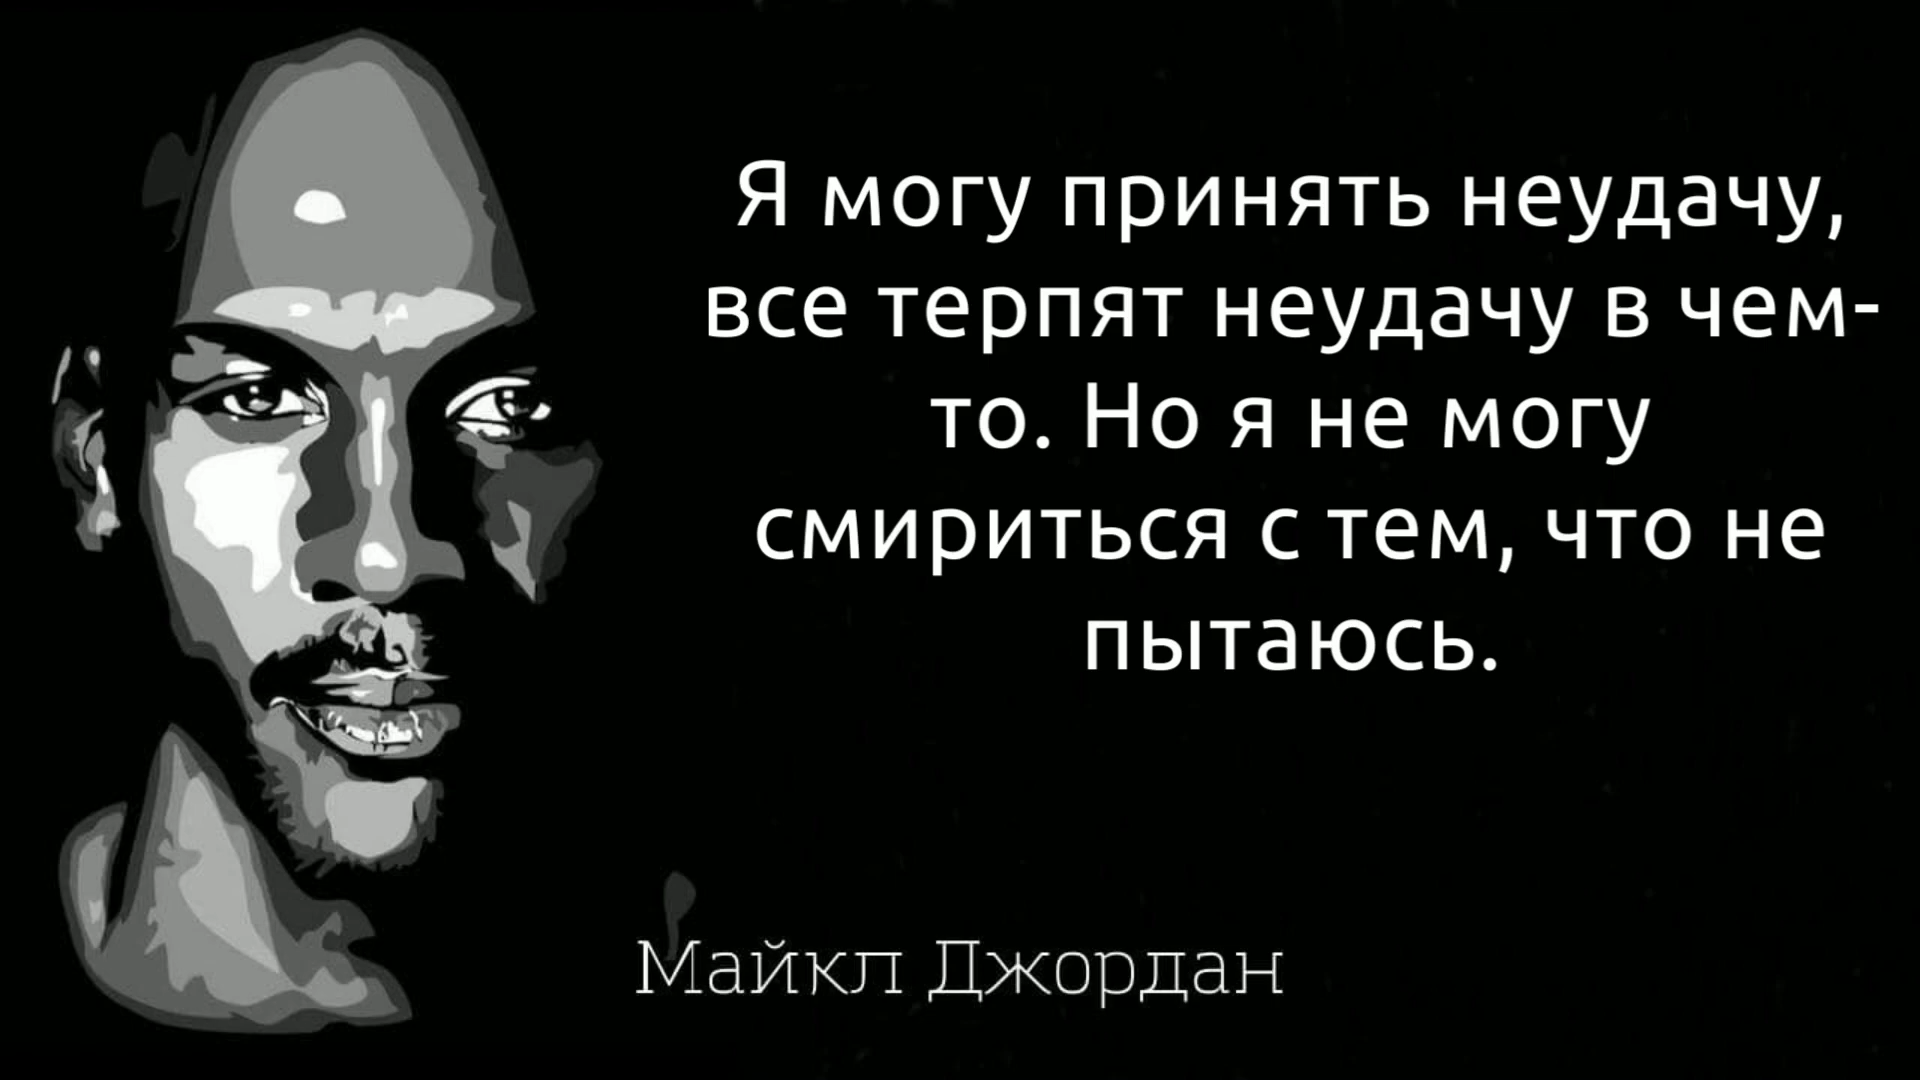 Я могу принять неудачу,
все терпят неудачу в чем-
то. Но я не могу
смириться с тем, что не
пытаюсь.
Майкл Джордан